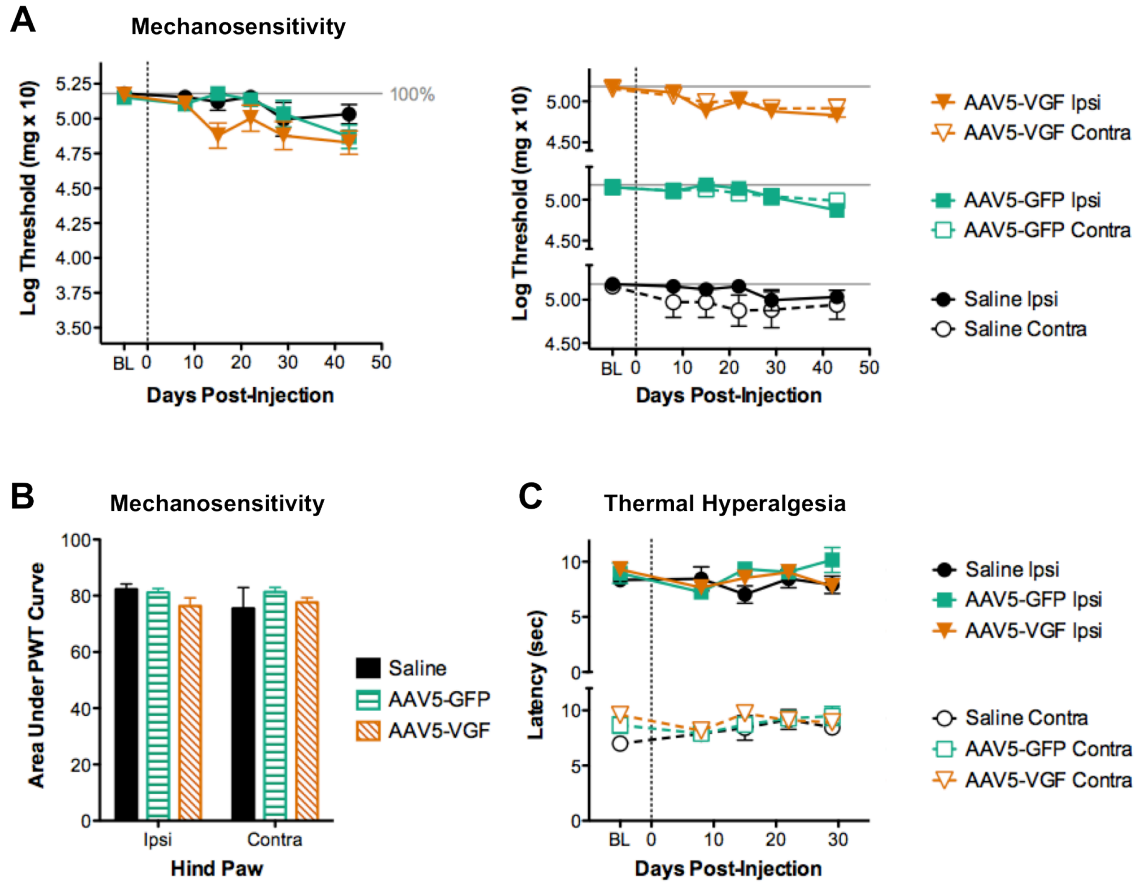 A
Mechanosensitivity
Log Threshold (mg x 10)
5.25
5.00
4.75
4.50
4.25
4.00
3.75
3.50
100%
BL 0 10 20 30 40 50
Days Post-Injection
Log Threshold (mg x 10)
5.00
4.50
5.00
4.50
5.00
4.50
BL 0 10 20 30 40 50
Days Post-Injection
AAV5-VGF Ipsi
AAV5-VGF Contra
AAV5-GFP Ipsi
AAV5-GFP Contra
Saline Ipsi
Saline Contra
B
Mechanosensitivity
Area Under PWT Curve
100
80
60
40
20
0
Ipsi Contra
Hind Paw
Saline
AAV5-GFP
AAV5-VGF
C
Thermal Hyperalgesia
Latency (sec)
10
5
0
10
5
0
BL 0 10 20 30
Days Post-Injection
Saline Ipsi
AAV5-GFP Ipsi
AAV5-VGF Ipsi
Saline Contra
AAV5-GFP Contra
AAV5-VGF Contra